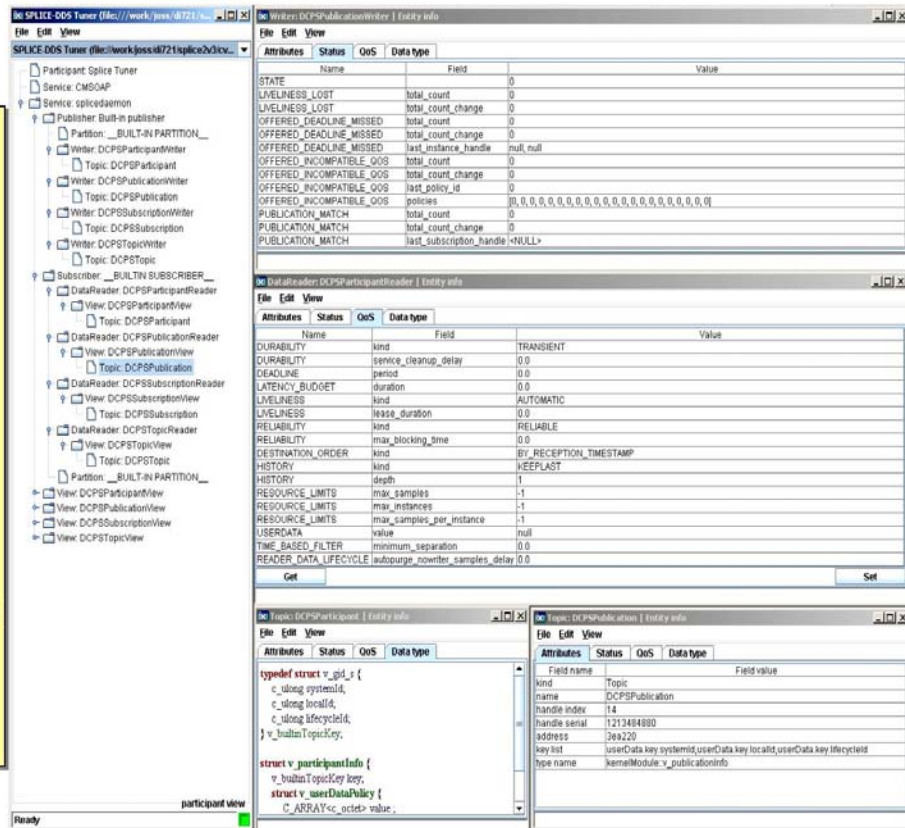 SPLICE-DDS Tuner (file:///work/joss/di721/s...
File Edit View
SPLICE-DDS Tuner (file://work/joss/di721/splice2v3/cv...
Participant: Splice Tuner
Service: CMSOAP
Service: splicedaemon
Publisher: Built-in publisher
Partition: __BUILT-IN PARTITION__
Writer: DCPSParticipantWriter
Topic: DCPSParticipant
Writer: DCPSPublicationWriter
Topic: DCPSPublication
Writer: DCPSSubscriptionWriter
Topic: DCPSSubscription
Writer: DCPSTopicWriter
Topic: DCPSTopic
Subscriber: __BUILTIN SUBSCRIBER__
DataReader: DCPSParticipantReader
View: DCPSParticipantView
Topic: DCPSParticipant
DataReader: DCPSPublicationReader
View: DCPSPublicationView
Topic: DCPSPublication
DataReader: DCPSSubscriptionReader
View: DCPSSubscriptionView
Topic: DCPSSubscription
DataReader: DCPSTopicReader
View: DCPSTopicView
Topic: DCPSTopic
Partition: __BUILT-IN PARTITION__
View: DCPSParticipantView
View: DCPSPublicationView
View: DCPSSubscriptionView
View: DCPSTopicView
participant view
Ready
Writer: DCPSPublicationWriter | Entity info
File Edit View
Attributes Status QoS Data type
Name Field Value
STATE 0
LIVELINESS_LOST total_count 0
LIVELINESS_LOST total_count_change 0
OFFERED_DEADLINE_MISSED total_count 0
OFFERED_DEADLINE_MISSED total_count_change 0
OFFERED_DEADLINE_MISSED last_instance_handle null, null
OFFERED_INCOMPATIBLE_QOS total_count 0
OFFERED_INCOMPATIBLE_QOS total_count_change 0
OFFERED_INCOMPATIBLE_QOS last_policy_id 0
OFFERED_INCOMPATIBLE_QOS policies [0, 0, 0, 0, 0, 0, 0, 0, 0, 0, 0, 0, 0, 0, 0, 0, 0, 0, 0, 0, 0, 0]
PUBLICATION_MATCH total_count 0
PUBLICATION_MATCH total_count_change 0
PUBLICATION_MATCH last_subscription_handle <NULL>
DataReader: DCPSParticipantReader | Entity info
File Edit View
Attributes Status QoS Data type
Name Field Value
DURABILITY kind TRANSIENT
DURABILITY service_cleanup_delay 0.0
DEADLINE period 0.0
LATENCY_BUDGET duration 0.0
LIVELINESS kind AUTOMATIC
LIVELINESS lease_duration 0.0
RELIABILITY kind RELIABLE
RELIABILITY max_blocking_time 0.0
DESTINATION_ORDER kind BY_RECEPTION_TIMESTAMP
HISTORY kind KEEPLAST
HISTORY depth 1
RESOURCE_LIMITS max_samples -1
RESOURCE_LIMITS max_instances -1
RESOURCE_LIMITS max_samples_per_instance -1
USERDATA value null
TIME_BASED_FILTER minimum_separation 0.0
READER_DATA_LIFECYCLE autopurge_nowriter_samples_delay 0.0
Get Set
Topic: DCPSParticipant | Entity info
File Edit View
Attributes Status QoS Data type
typedef struct v_gid_s {
c_ulong systemId;
c_ulong localId;
c_ulong lifecycleId;
} v_builtinTopicKey;
struct v_participantInfo {
v_builtinTopicKey key;
struct v_userDataPolicy {
C_ARRAY<c_octet> value ;
Topic: DCPSPublication | Entity info
File Edit View
Attributes Status QoS Data type
Field name Field value
kind Topic
name DCPSPublication
handle index 14
handle serial 1213484880
address 3ea220
key list userData.key.systemId,userData.key.localId,userData.key.lifecycleId
type name kernelModule::v_publicationInfo